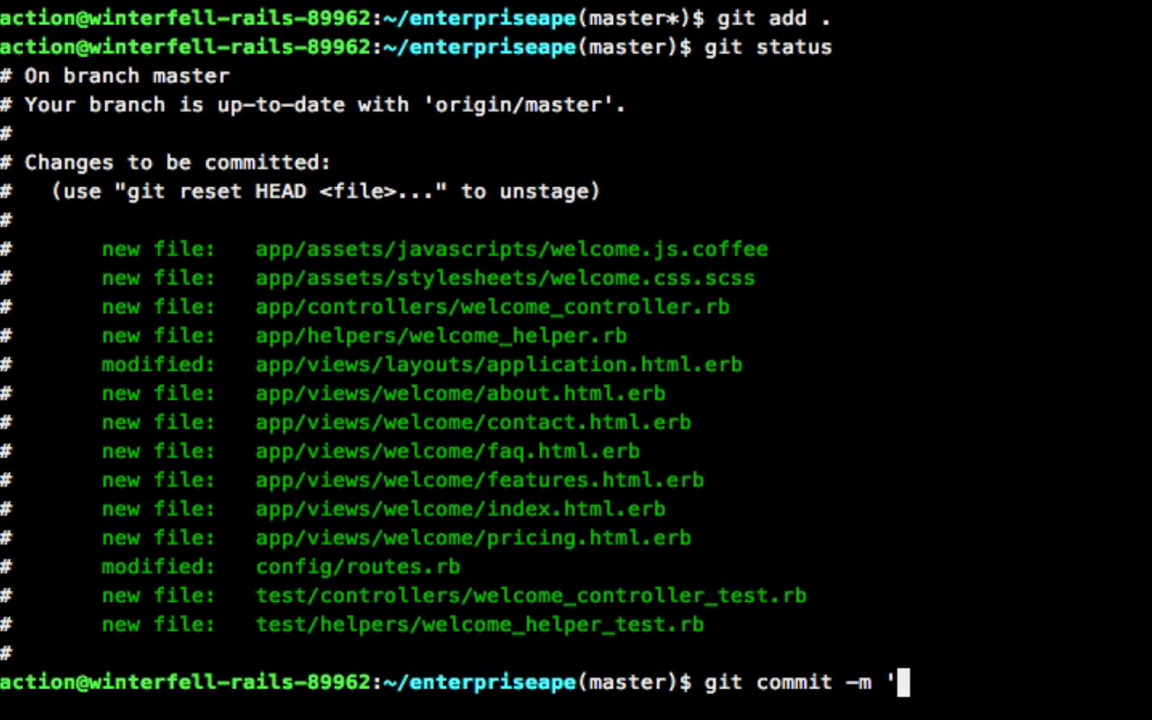 action@winterfell-rails-89962:~/enterpriseape(master*)$ git add .
action@winterfell-rails-89962:~/enterpriseape(master)$ git status
# On branch master
# Your branch is up-to-date with 'origin/master'.
#
# Changes to be committed:
#   (use "git reset HEAD <file>..." to unstage)
#
#       new file:   app/assets/javascripts/welcome.js.coffee
#       new file:   app/assets/stylesheets/welcome.css.scss
#       new file:   app/controllers/welcome_controller.rb
#       new file:   app/helpers/welcome_helper.rb
#       modified:   app/views/layouts/application.html.erb
#       new file:   app/views/welcome/about.html.erb
#       new file:   app/views/welcome/contact.html.erb
#       new file:   app/views/welcome/faq.html.erb
#       new file:   app/views/welcome/features.html.erb
#       new file:   app/views/welcome/index.html.erb
#       new file:   app/views/welcome/pricing.html.erb
#       modified:   config/routes.rb
#       new file:   test/controllers/welcome_controller_test.rb
#       new file:   test/helpers/welcome_helper_test.rb
#
action@winterfell-rails-89962:~/enterpriseape(master)$ git commit -m '